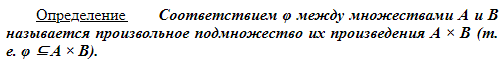 Определение Соответствием φ между множествами A и B
называется произвольное подмножество их произведения A × B (т.
е. φ ⊆ A × B).